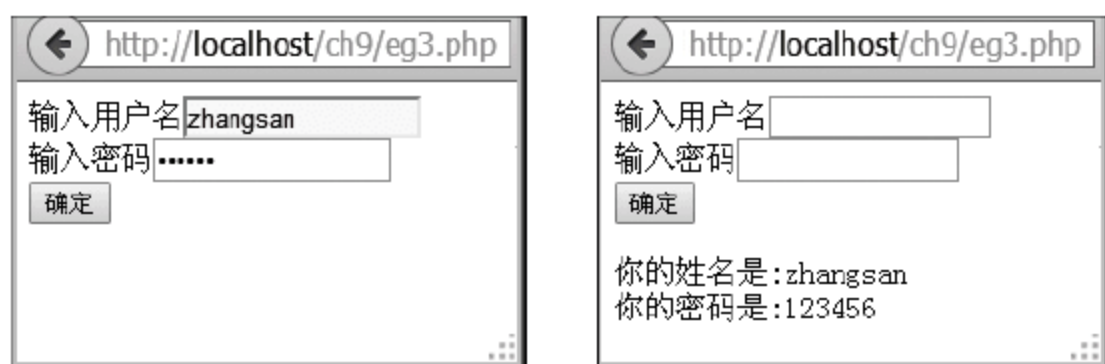 http://localhost/ch9/eg3.php
输入用户名zhangsan
输入密码••••••
确定
http://localhost/ch9/eg3.php
输入用户名
输入密码
确定
你的姓名是:zhangsan
你的密码是:123456